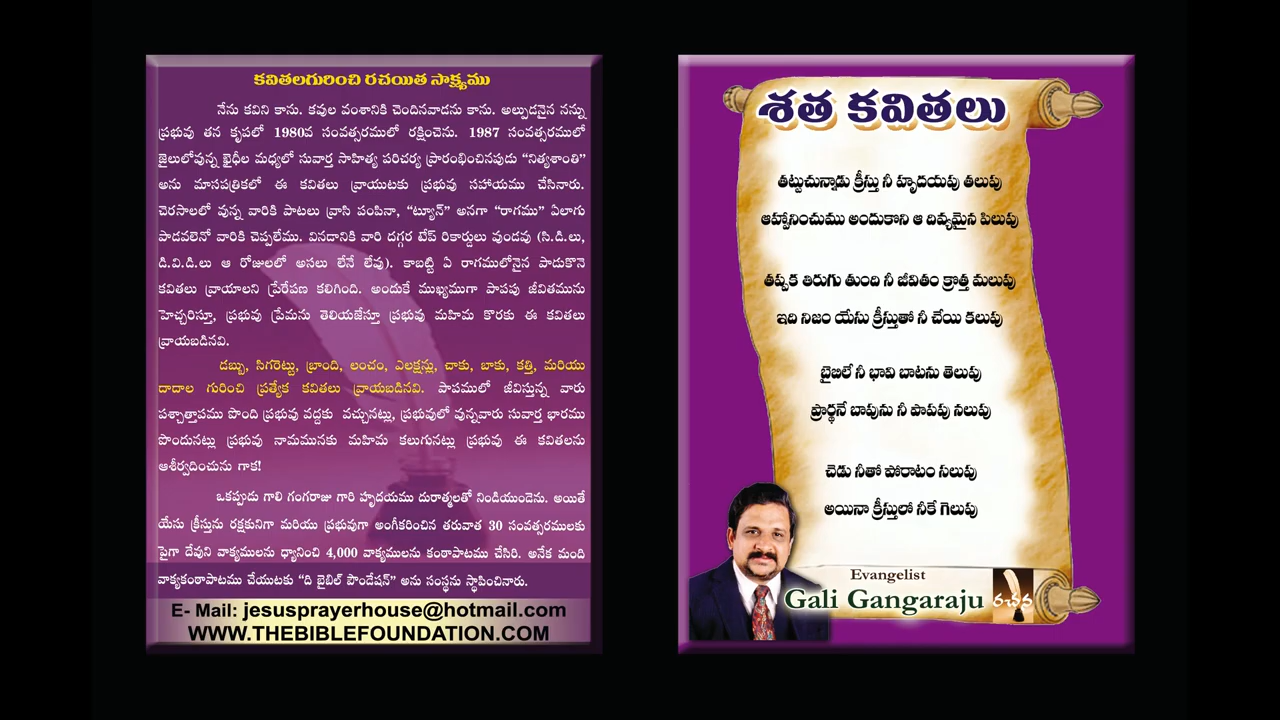 కవితలగురించి రచయిత సాక్ష్యము
నేను కవిని కాను. కవుల వంశానికి చెందినవాడను కాను. అల్పుడనైన నన్ను
ప్రభువు తన కృపలో 1980వ సంవత్సరములో రక్షించెను. 1987 సంవత్సరములో
జైలులోవున్న ఖైధీల మధ్యలో సువార్త సాహిత్య పరిచర్య ప్రారంభించినపుడు “నిత్యశాంతి”
అను మాసపత్రికలో ఈ కవితలు వ్రాయుటకు ప్రభువు సహాయము చేసినారు.
చెరసాలలో వున్న వారికి పాటలు వ్రాసి పంపినా, “ట్యూన్” అనగా “రాగము” ఏలాగు
పాడవలెనో వారికి చెప్పలేము. వినడానికి వారి దగ్గర టేప్ రికార్డులు వుండవు (సి.డి.లు,
డి.వి.డి.లు ఆ రోజులలో అసలు లేనే లేవు). కాబట్టి ఏ రాగములోనైన పాడుకొనె
కవితలు వ్రాయాలని ప్రేరేపణ కలిగింది. అందుకే ముఖ్యముగా పాపపు జీవితమును
హెచ్చరిస్తూ, ప్రభువు ప్రేమను తెలియజేస్తూ ప్రభువు మహిమ కొరకు ఈ కవితలు
వ్రాయబడినవి.
డబ్బు, సిగరెట్టు, బ్రాంది, లంచం, ఎలక్షన్లు, చాకు, బాకు, కత్తి, మరియు
దాదాల గురించి ప్రత్యేక కవితలు వ్రాయబడినవి. పాపములో జీవిస్తున్న వారు
పశ్చాత్తాపము పొంది ప్రభువు వద్దకు వచ్చునట్లు, ప్రభువులో వున్నవారు సువార్త భారము
పొందునట్లు ప్రభువు నామమునకు మహిమ కలుగునట్లు ప్రభువు ఈ కవితలను
ఆశీర్వదించును గాక!
ఒకప్పుడు గాలి గంగరాజు గారి హృదయము దురాత్మలతో నిండియుండెను. అయితే
యేసు క్రీస్తును రక్షకునిగా మరియు ప్రభువుగా అంగీకరించిన తరువాత 30 సంవత్సరములకు
పైగా దేవుని వాక్యములను ధ్యానించి 4,000 వాక్యములను కంఠాపాటము చేసిరి. అనేక మంది
వాక్యకంఠాపాటము చేయుటకు “ది బైబిల్ పౌండేషన్” అను సంస్థను స్థాపించినారు.
E- Mail: jesusprayerhouse@hotmail.com
WWW.THEBIBLEFOUNDATION.COM
శత కవితలు
తట్టుచున్నాడు క్రీస్తు నీ హృదయపు తలుపు
ఆహ్వానించుము అందుకొని ఆ దివ్యమైన పిలుపు
తప్పక తిరుగు తుంది నీ జీవితం క్రొత్త మలుపు
ఇది నిజం యేసు క్రీస్తుతో నీ చేయి కలుపు
బైబిలే నీ భావి బాటను తెలుపు
ప్రార్థనే బాపును నీ పాపపు నలుపు
చెడు నీతో పోరాటం సలుపు
అయినా క్రీస్తులో నీకే గెలుపు
Evangelist
Gali Gangaraju రచన